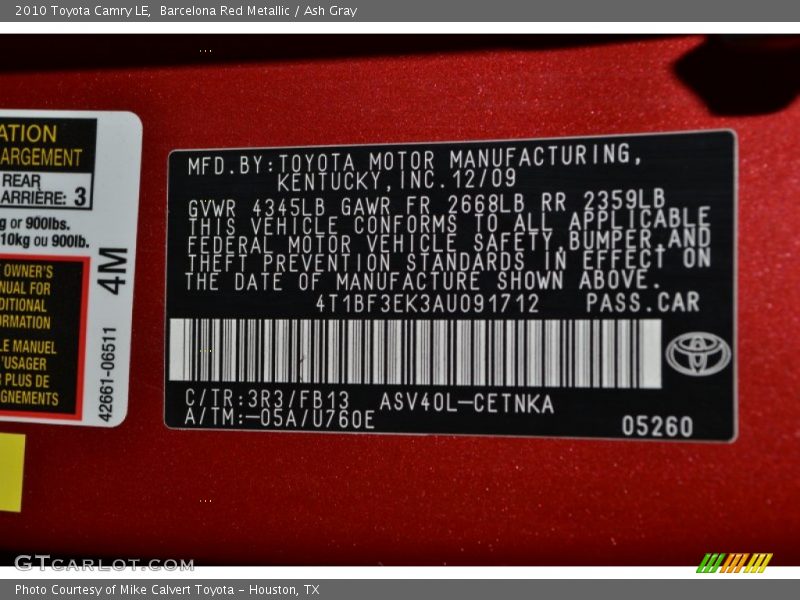 2010 Toyota Camry LE, Barcelona Red Metallic / Ash Gray
ATION
ARGEMENT
REAR
ARRIÈRE: 3
g or 900lbs.
10kg ou 900lb.
OWNER'S
NUAL FOR
DITIONAL
ORMATION
LE MANUEL
'USAGER
R PLUS DE
GNEMENTS
4M
42661-06511
MFD.BY:TOYOTA MOTOR MANUFACTURING,
KENTUCKY,INC.12/09
GVWR 4345LB GAWR FR 2668LB RR 2359LB
THIS VEHICLE CONFORMS TO ALL APPLICABLE
FEDERAL MOTOR VEHICLE SAFETY,BUMPER,AND
THEFT PREVENTION STANDARDS IN EFFECT ON
THE DATE OF MANUFACTURE SHOWN ABOVE.
4T1BF3EK3AU091712 PASS.CAR
C/TR:3R3/FB13 ASV40L-CETNKA
A/TM:-05A/U760E
05260
GTCARLOT.COM
Photo Courtesy of Mike Calvert Toyota - Houston, TX